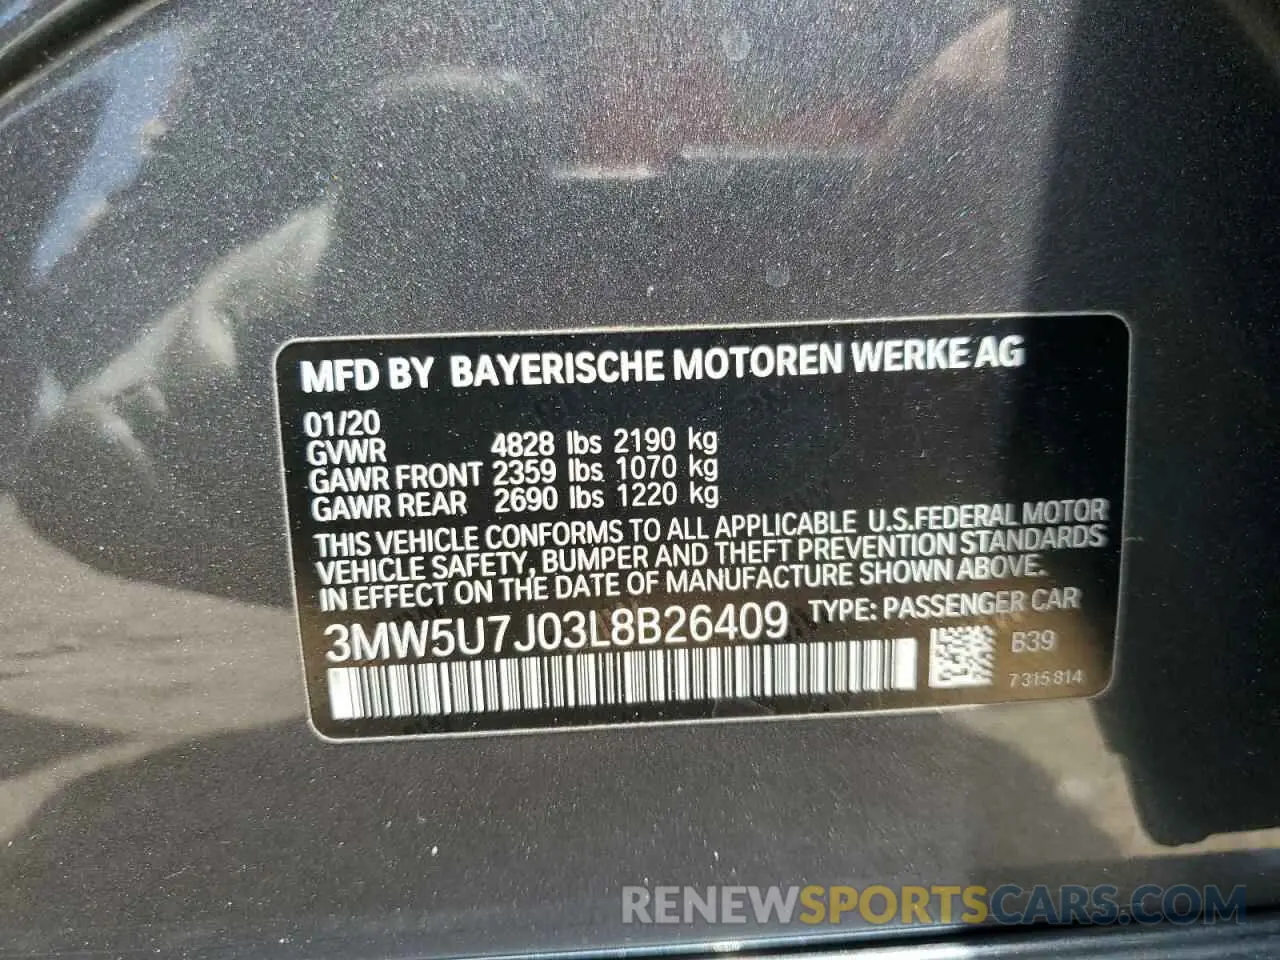 MFD BY BAYERISCHE MOTOREN WERKE AG
01/20
GVWR 4828 lbs 2190 kg
GAWR FRONT 2359 lbs 1070 kg
GAWR REAR 2690 lbs 1220 kg
THIS VEHICLE CONFORMS TO ALL APPLICABLE U.S.FEDERAL MOTOR
VEHICLE SAFETY, BUMPER AND THEFT PREVENTION STANDARDS
IN EFFECT ON THE DATE OF MANUFACTURE SHOWN ABOVE.
3MW5U7J03L8B26409 TYPE: PASSENGER CAR
B39
7315814
RENEWSPORTSCARS.COM